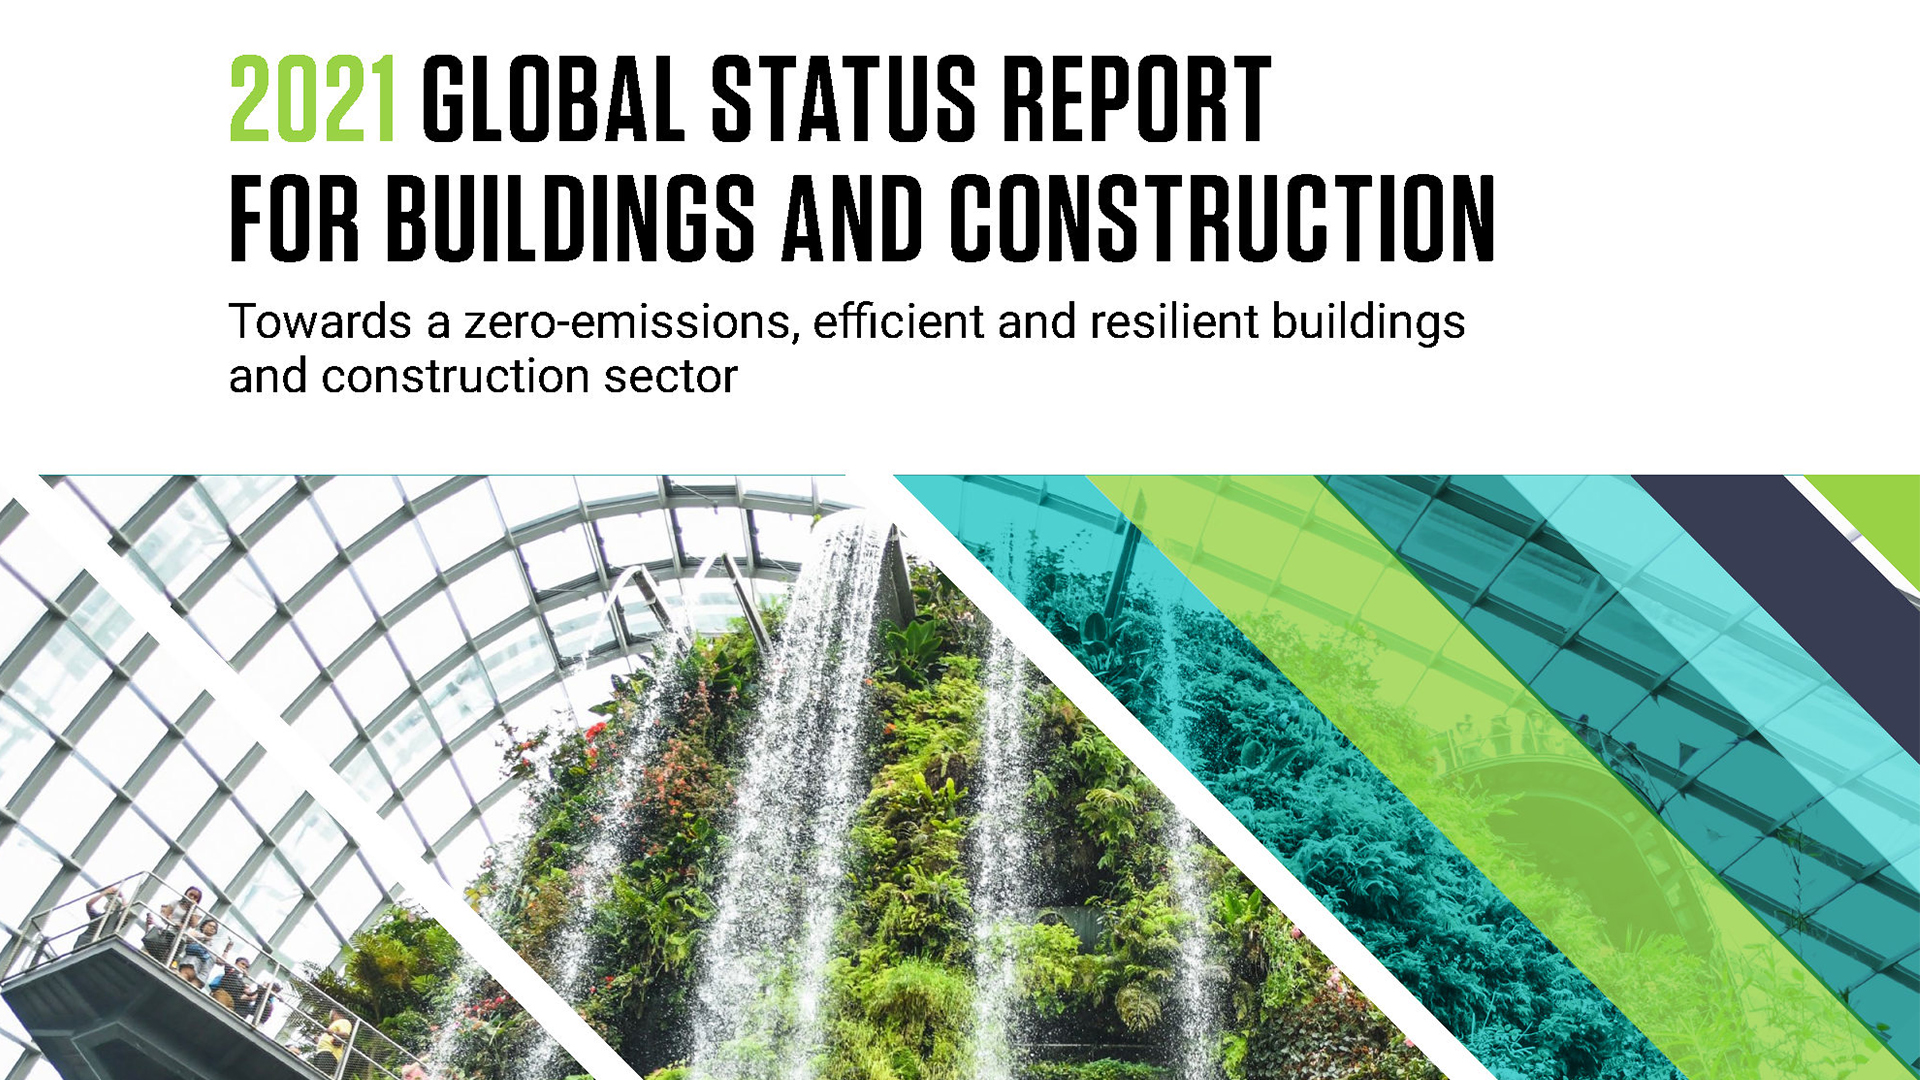 2021 GLOBAL STATUS REPORT
FOR BUILDINGS AND CONSTRUCTION
Towards a zero-emissions, efficient and resilient buildings
and construction sector